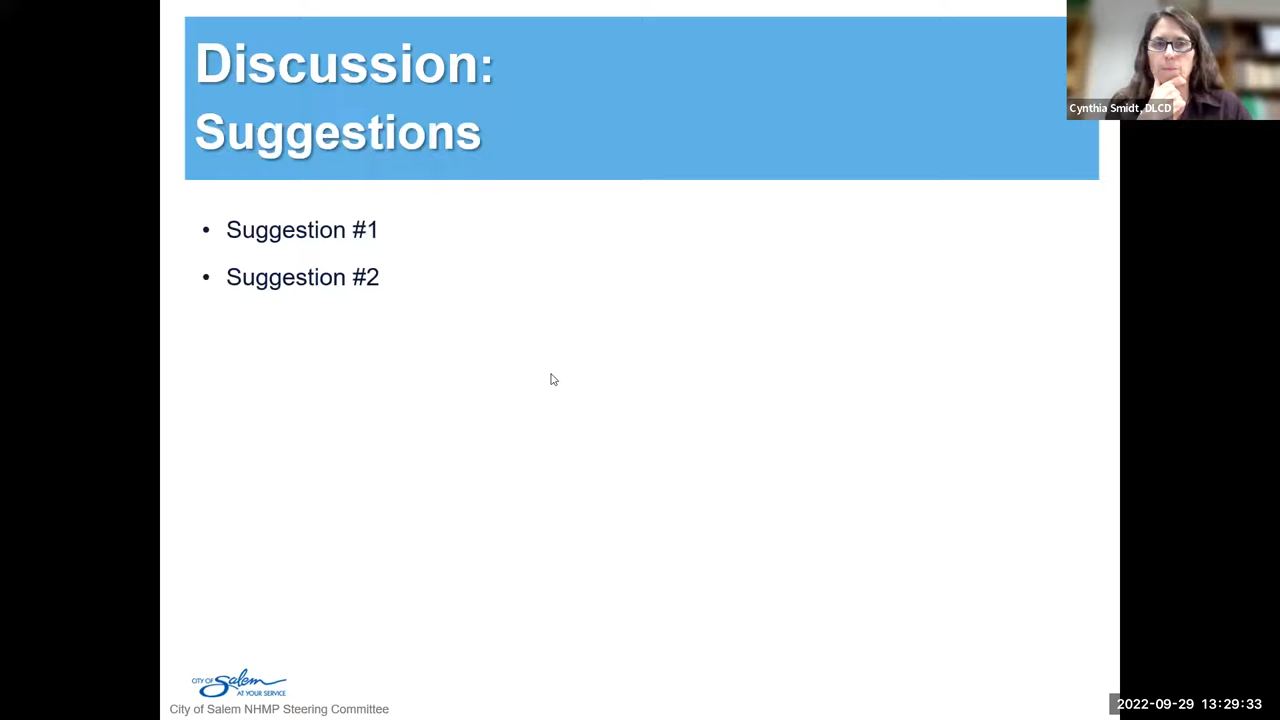 Discussion:
Suggestions
Cynthia Smidt, DLCD
• Suggestion #1
• Suggestion #2
CITY OF Salem
AT YOUR SERVICE
City of Salem NHMP Steering Committee
2022-09-29 13:29:33